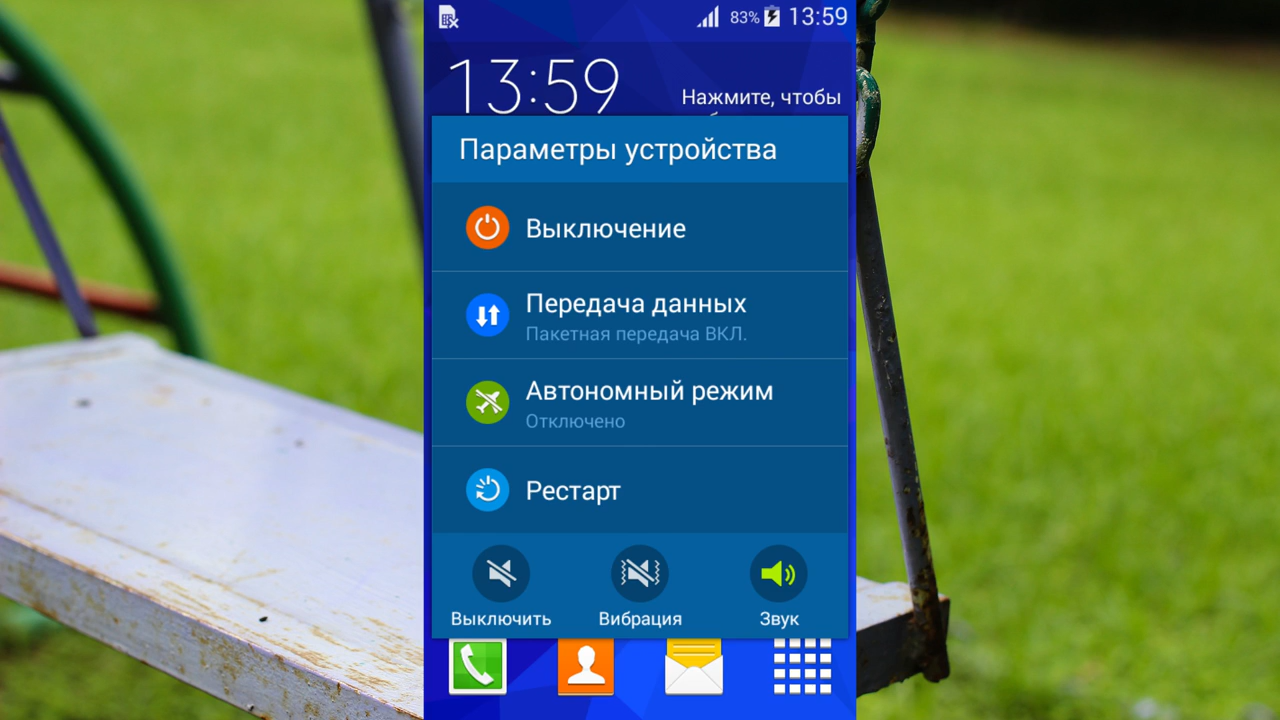 83% 13:59
13:59
Нажмите, чтобы
Параметры устройства
Выключение
Передача данных
Пакетная передача ВКЛ.
Автономный режим
Отключено
Рестарт
Выключить Вибрация Звук